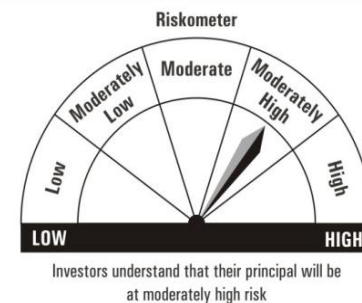 Riskometer
Low
Moderately
Low
Moderate
Moderately
High
High
LOW
HIGH
Investors understand that their principal will be
at moderately high risk